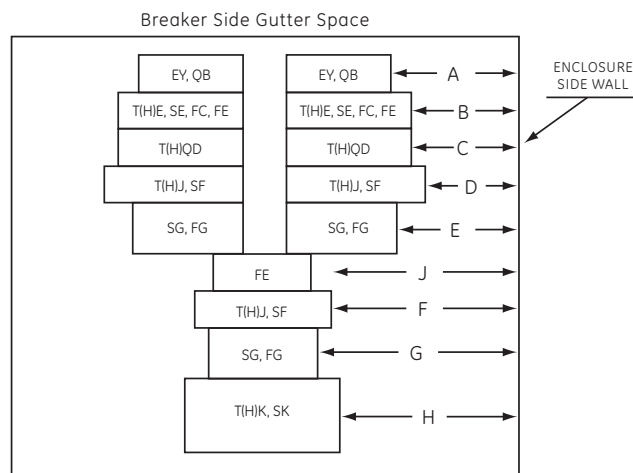 Breaker Side Gutter Space
ENCLOSURE
SIDE WALL
EY, QB EY, QB A
T(H)E, SE, FC, FE T(H)E, SE, FC, FE B
T(H)QD T(H)QD C
T(H)J, SF T(H)J, SF D
SG, FG SG, FG E
FE J
T(H)J, SF F
SG, FG G
T(H)K, SK H